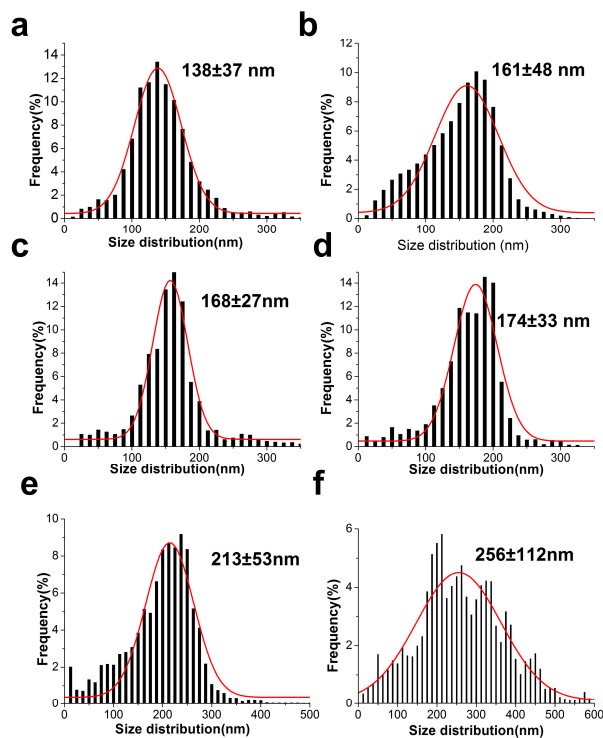 a
138±37 nm
Frequency(%)
14
12
10
8
6
4
2
0
0 100 200 300
Size distribution(nm)
b
161±48 nm
Frequency(%)
12
10
8
6
4
2
0
0 100 200 300
Size distribution (nm)
c
168±27nm
Frequency(%)
14
12
10
8
6
4
2
0
0 100 200 300
Size distribution(nm)
d
174±33 nm
Frequency(%)
14
12
10
8
6
4
2
0
0 100 200 300
Size distribution(nm)
e
213±53nm
Frequency(%)
10
8
6
4
2
0
0 100 200 300 400 500
Size distribution(nm)
f
256±112nm
Frequency(%)
6
4
2
0
0 100 200 300 400 500 600
Size distribution(nm)